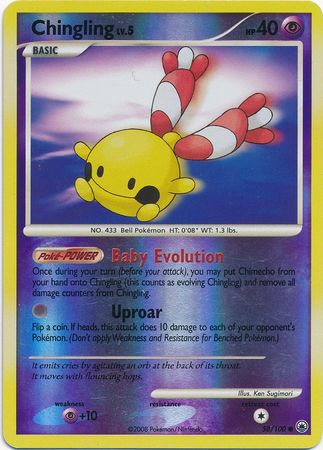 Chingling LV.5 HP 40
BASIC
NO. 433 Bell Pokémon HT: 0'08" WT: 1.3 lbs.
Poké-POWER Baby Evolution
Once during your turn (before your attack), you may put Chimecho from
your hand onto Chingling (this counts as evolving Chingling) and remove all
damage counters from Chingling.
Uproar
Flip a coin. If heads, this attack does 10 damage to each of your opponent's
Pokémon. (Don't apply Weakness and Resistance for Benched Pokémon.)
It emits cries by agitating an orb at the back of its throat.
It moves with flouncing hops.
Illus. Ken Sugimori
weakness resistance retreat cost
+10
©2008 Pokémon/Nintendo
58/100